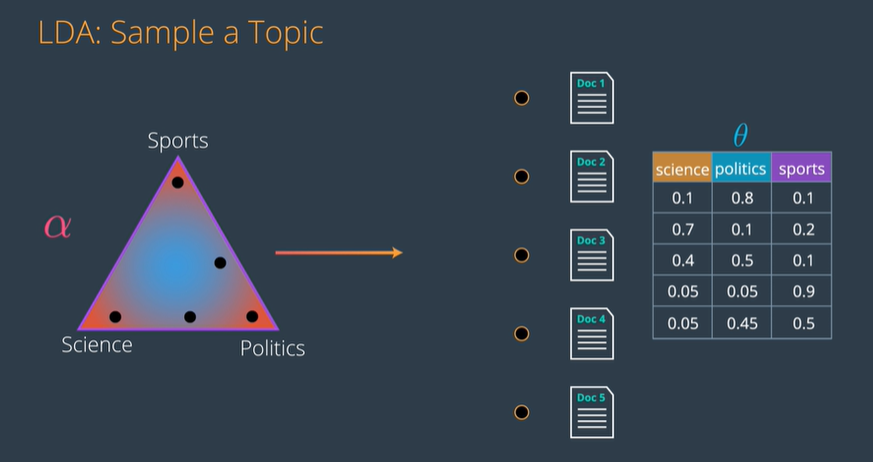 LDA: Sample a Topic
Sports
α
Science
Politics
Doc 1
Doc 2
Doc 3
Doc 4
Doc 5
θ
science politics sports
0.1 0.8 0.1
0.7 0.1 0.2
0.4 0.5 0.1
0.05 0.05 0.9
0.05 0.45 0.5